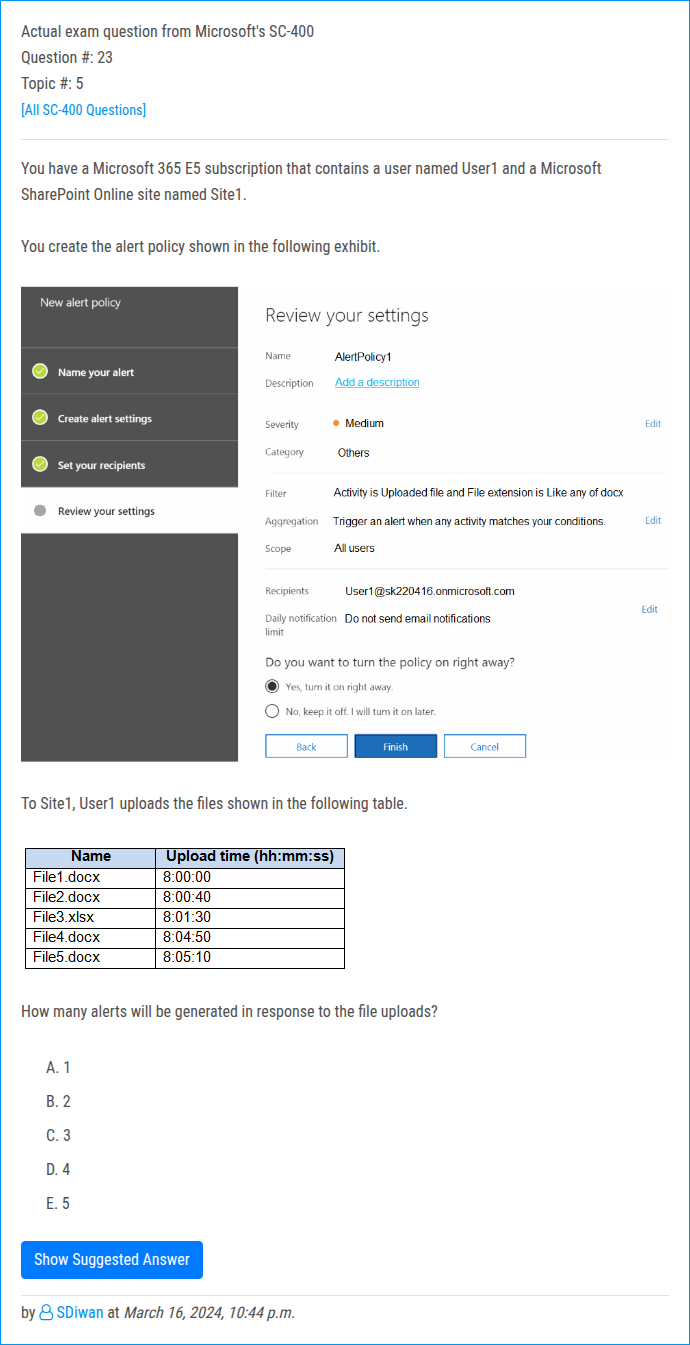 Actual exam question from Microsoft's SC-400
Question #: 23
Topic #: 5
[All SC-400 Questions]
You have a Microsoft 365 E5 subscription that contains a user named User1 and a Microsoft
SharePoint Online site named Site1.
You create the alert policy shown in the following exhibit.
New alert policy
Name your alert
Create alert settings
Set your recipients
Review your settings
Review your settings
Name AlertPolicy1
Description Add a description
Severity Medium Edit
Category Others
Filter Activity is Uploaded file and File extension is Like any of docx
Aggregation Trigger an alert when any activity matches your conditions. Edit
Scope All users
Recipients User1@sk220416.onmicrosoft.com
Edit
Daily notification Do not send email notifications
limit
Do you want to turn the policy on right away?
Yes, turn it on right away.
No, keep it off. I will turn it on later.
Back Finish Cancel
To Site1, User1 uploads the files shown in the following table.
Name Upload time (hh:mm:ss)
File1.docx 8:00:00
File2.docx 8:00:40
File3.xlsx 8:01:30
File4.docx 8:04:50
File5.docx 8:05:10
How many alerts will be generated in response to the file uploads?
A. 1
B. 2
C. 3
D. 4
E. 5
Show Suggested Answer
by SDiwan at March 16, 2024, 10:44 p.m.